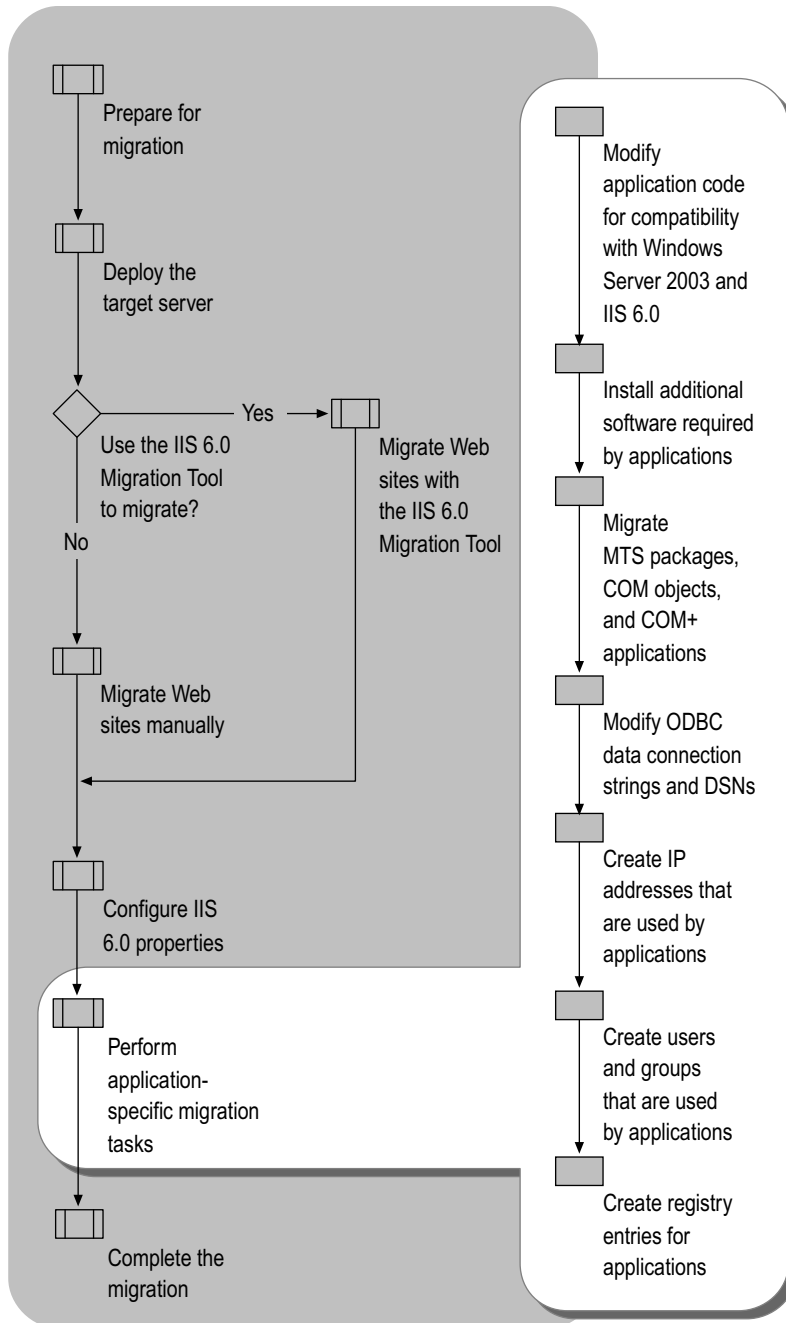 Prepare for
migration
Deploy the
target server
Yes
Use the IIS 6.0
Migration Tool
to migrate?
Migrate Web
sites with
the IIS 6.0
Migration Tool
No
Migrate Web
sites manually
Configure IIS
6.0 properties
Perform
application-
specific migration
tasks
Complete the
migration
Modify
application code
for compatibility
with Windows
Server 2003 and
IIS 6.0
Install additional
software required
by applications
Migrate
MTS packages,
COM objects,
and COM+
applications
Modify ODBC
data connection
strings and DSNs
Create IP
addresses that
are used by
applications
Create users
and groups
that are used
by applications
Create registry
entries for
applications